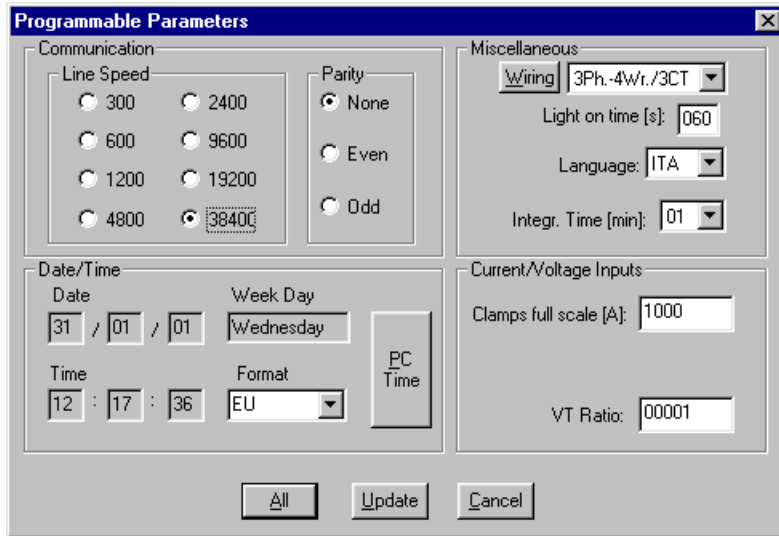 Programmable Parameters
Communication
Line Speed
300
2400
600
9600
1200
19200
4800
38400
Parity
None
Even
Odd
Miscellaneous
Wiring 3Ph.-4Wr./3CT
Light on time [s]: 060
Language: ITA
Integr. Time [min]: 01
Date/Time
Date
Week Day
31 / 01 / 01
Wednesday
Time
Format
12 : 17 : 36
EU
PC
Time
Current/Voltage Inputs
Clamps full scale [A]: 1000
VT Ratio: 00001
All
Update
Cancel